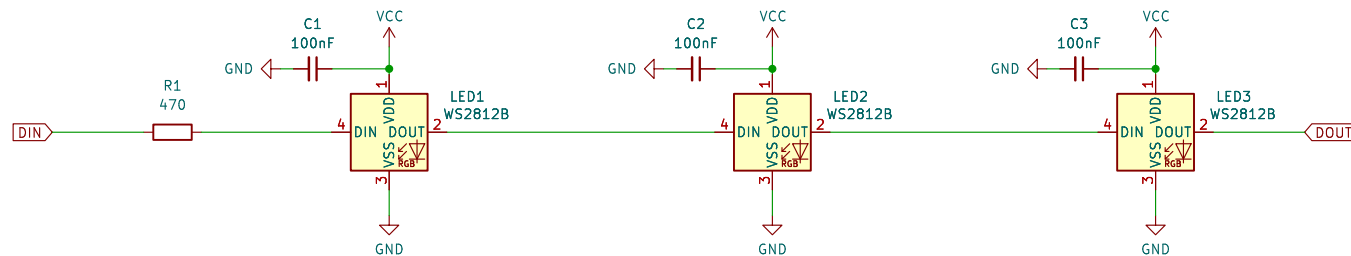 C1
100nF
VCC
GND
R1
470
DIN
LED1
WS2812B
1
VDD
4
DIN
DOUT
2
VSS
RGB
3
GND
C2
100nF
VCC
GND
LED2
WS2812B
1
VDD
4
DIN
DOUT
2
VSS
RGB
3
GND
C3
100nF
VCC
GND
LED3
WS2812B
1
VDD
4
DIN
DOUT
2
VSS
RGB
3
GND
DOUT